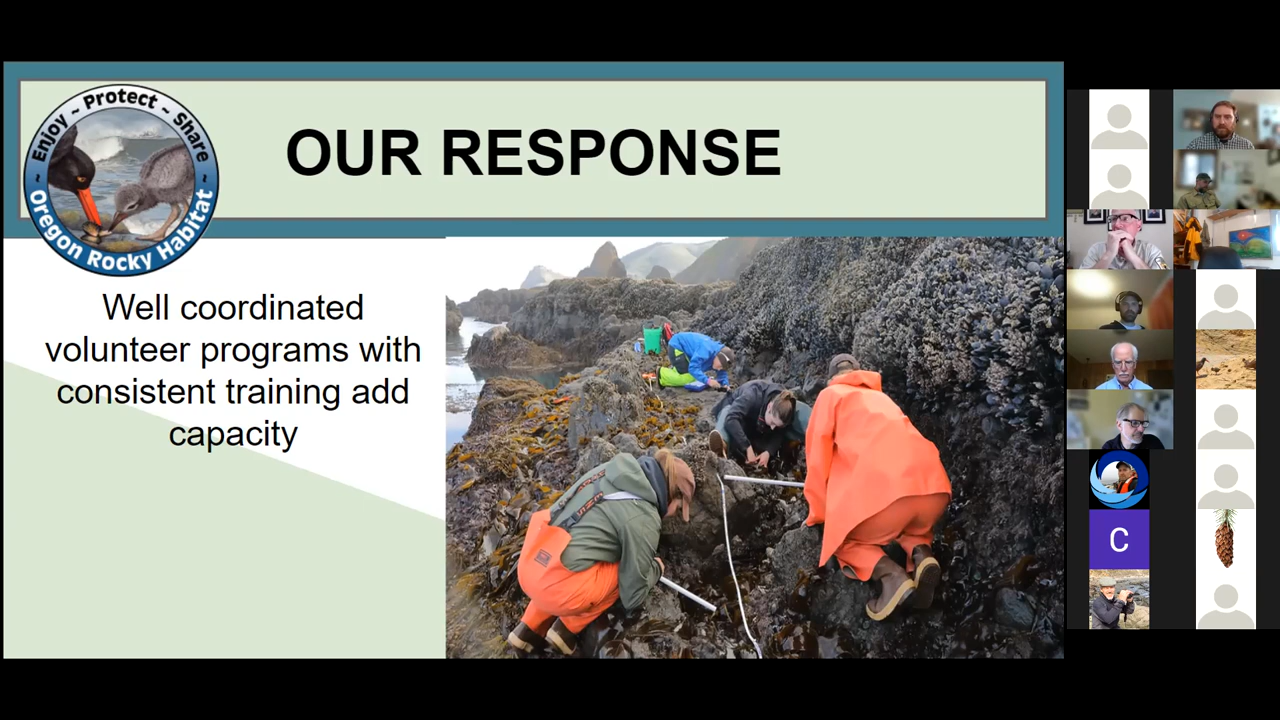 Enjoy ~ Protect ~ Share
~ Oregon Rocky Habitat ~
OUR RESPONSE
Well coordinated
volunteer programs with
consistent training add
capacity
C